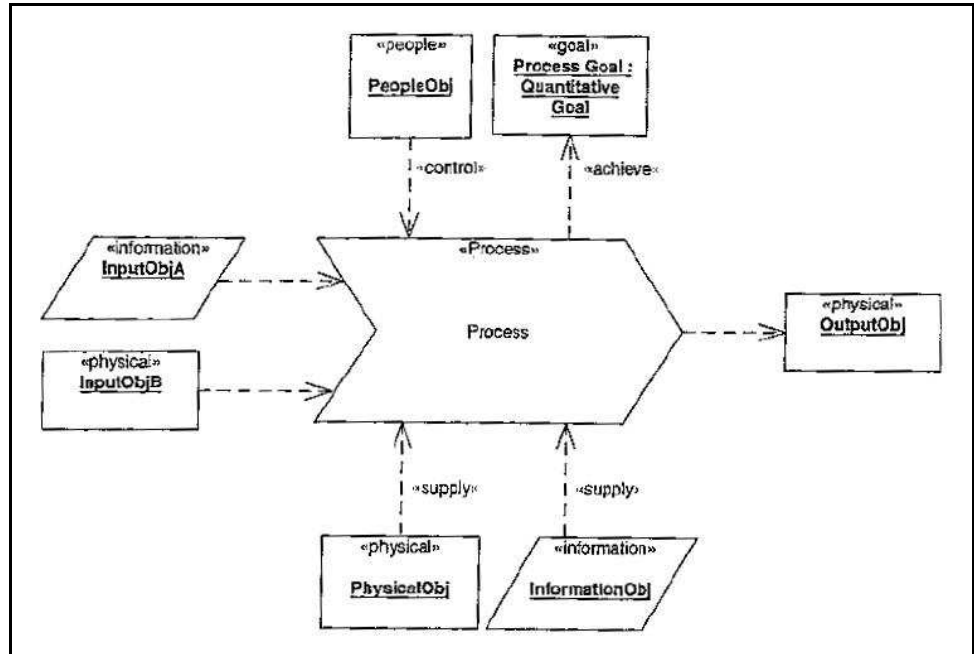 «people»
PeopleObj
«goal»
Process Goal :
Quantitative
Goal
«control»
«achieve»
«information»
InputObjA
«Process»
Process
«physical»
OutputObj
«physical»
InputObjB
«supply»
«supply»
«physical»
PhysicalObj
«information»
InformationObj